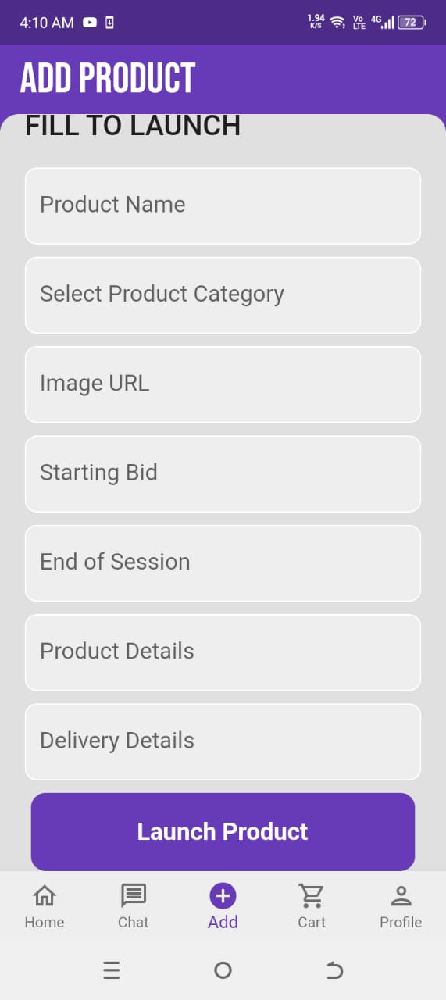 4:10 AM
1.94
K/S
Vo
LTE
4G
72
ADD PRODUCT
FILL TO LAUNCH
Product Name
Select Product Category
Image URL
Starting Bid
End of Session
Product Details
Delivery Details
Launch Product
Home
Chat
Add
Cart
Profile